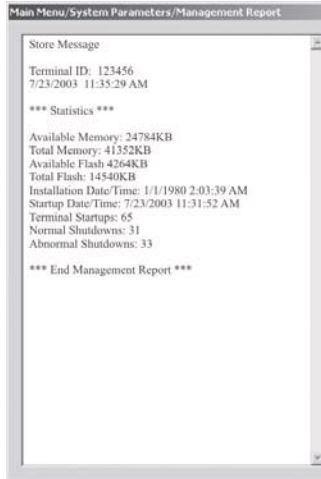 Main Menu/System Parameters/Management Report
Store Message
Terminal ID: 123456
7/23/2003 11:35:29 AM
*** Statistics ***
Available Memory: 24784KB
Total Memory: 41352KB
Available Flash 4264KB
Total Flash: 14540KB
Installation Date/Time: 1/1/1980 2:03:39 AM
Startup Date/Time: 7/23/2003 11:31:52 AM
Terminal Startups: 65
Normal Shutdowns: 31
Abnormal Shutdowns: 33
*** End Management Report ***